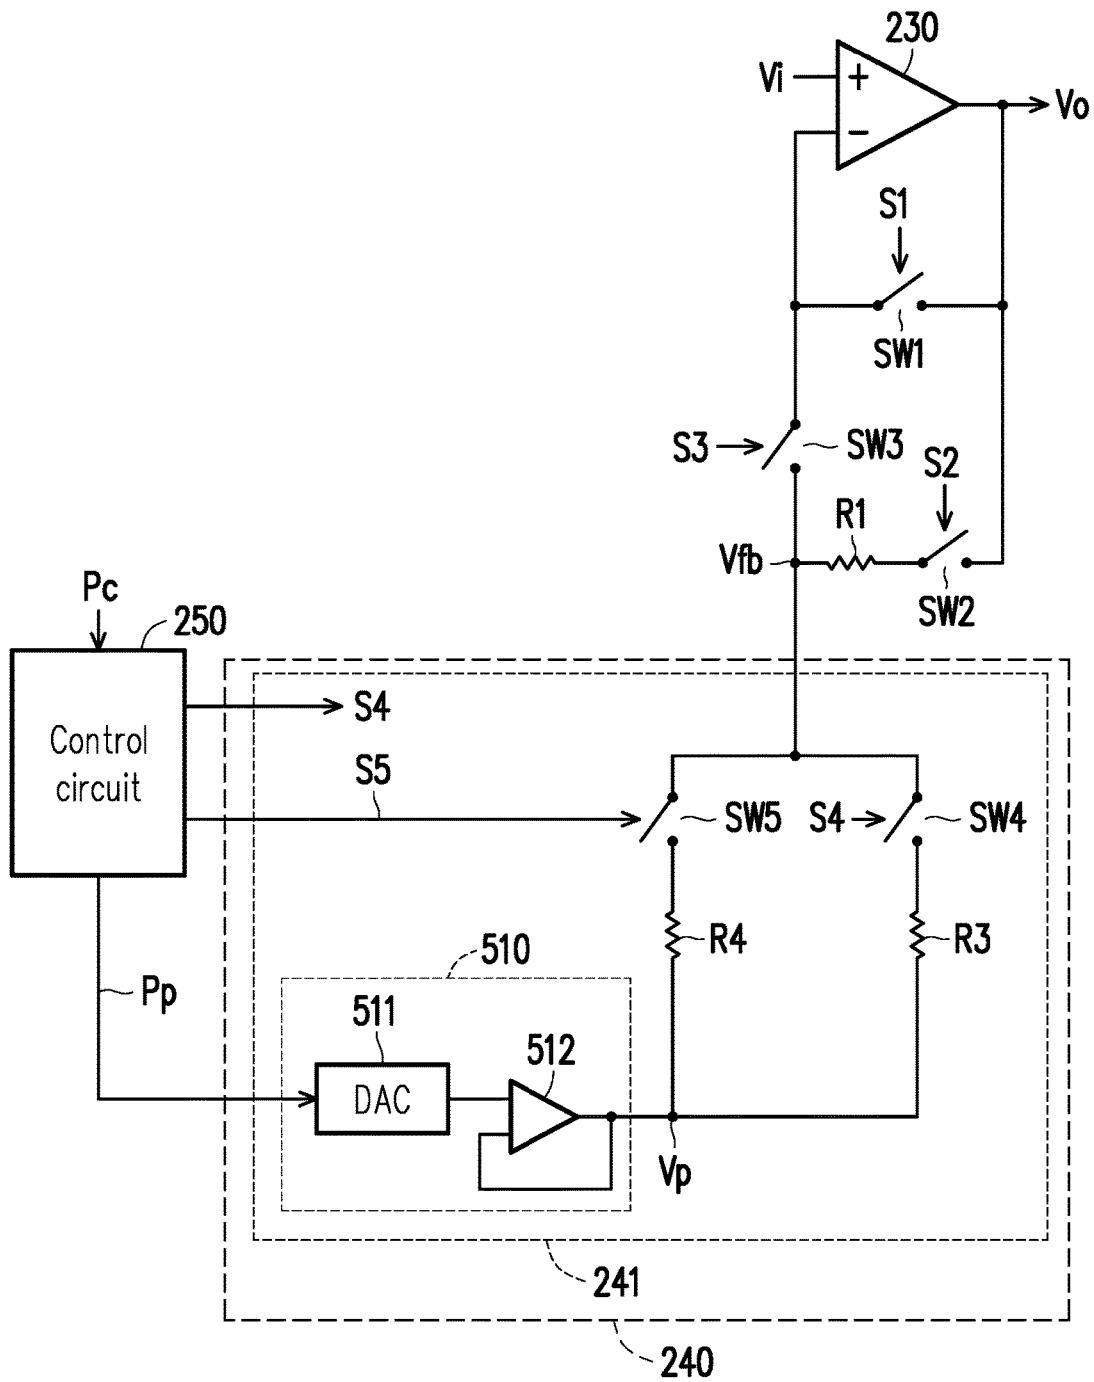 230
Vi
+
Vo
−
S1
SW1
S3
SW3
S2
R1
Vfb
SW2
Pc
250
Control
circuit
S4
S5
SW5
S4
SW4
R4
R3
510
Pp
511
512
DAC
Vp
241
240